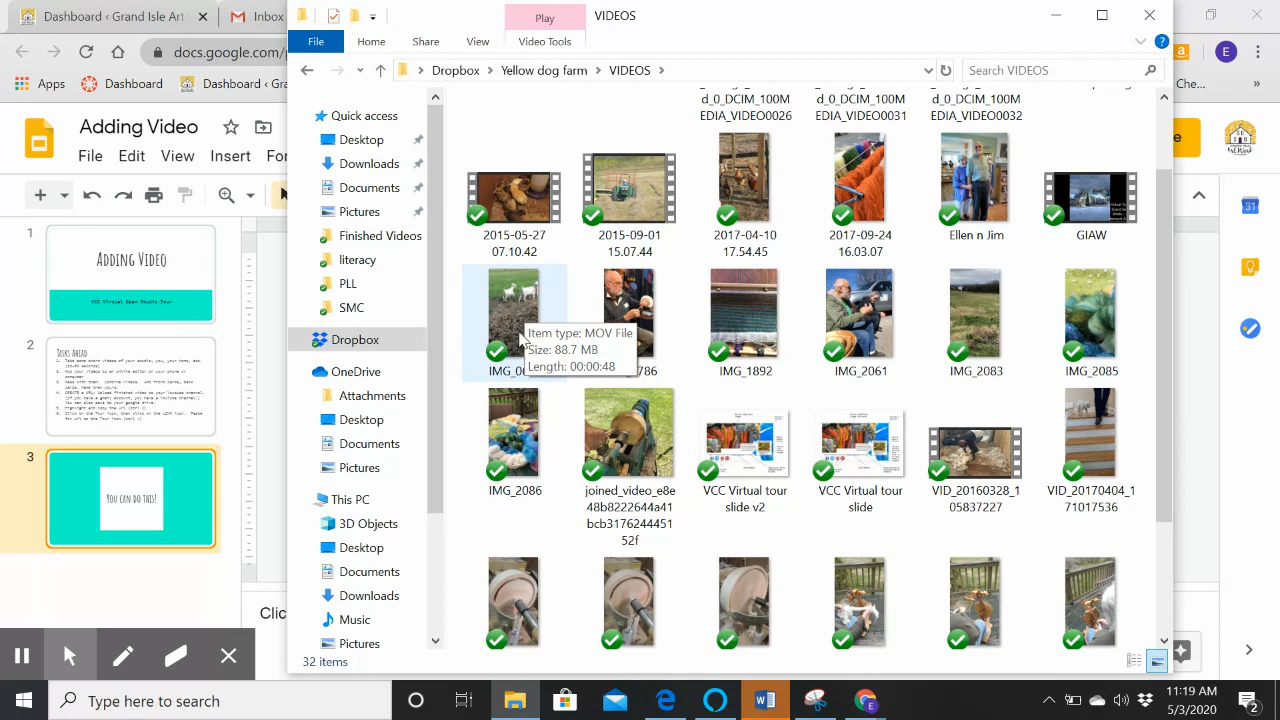 Dashboard < Grand Isle A
Inbox
Play
VIDEOS
File
Home
Share
View
Video Tools
docs.google.com/
Dropbox
Yellow dog farm
VIDEOS
Search VIDEOS
Apps
Dashboard
Bookm
Adding Video
File
Edit
View
Insert
Quick access
Desktop
Downloads
Documents
Pictures
Finished Videos
literacy
PLL
SMC
Dropbox
OneDrive
Attachments
Desktop
Documents
Pictures
This PC
3D Objects
Desktop
Documents
Downloads
Music
Pictures
d_0_DCIM_100M
EDIA_VIDEO0026
d_0_DCIM_100M
EDIA_VIDEO0031
d_0_DCIM_100M
EDIA_VIDEO0032
2015-05-27
07.10.42
2015-09-01
15.07.44
2017-04-10
17.54.45
2017-09-24
16.03.07
Ellen n Jim
GIAW
Item type: MOV File
Size: 88.7 MB
Length: 00:00:48
IMG_1892
IMG_2061
IMG_2083
IMG_2085
IMG_2086
joined_video_e8e
48b8222644a41
bcb3176244451
52f
VCC Virtual tour
slide v2
VCC Virtual tour
slide
VID_20160328_1
05837227
VID_20170404_1
71017536
Adding Video
VCC Virtual Open Studio Tour
2
Tasks Ahead
3
You can do this!
32 items
Clic
Type here to search
11:19 AM
5/3/2020
2